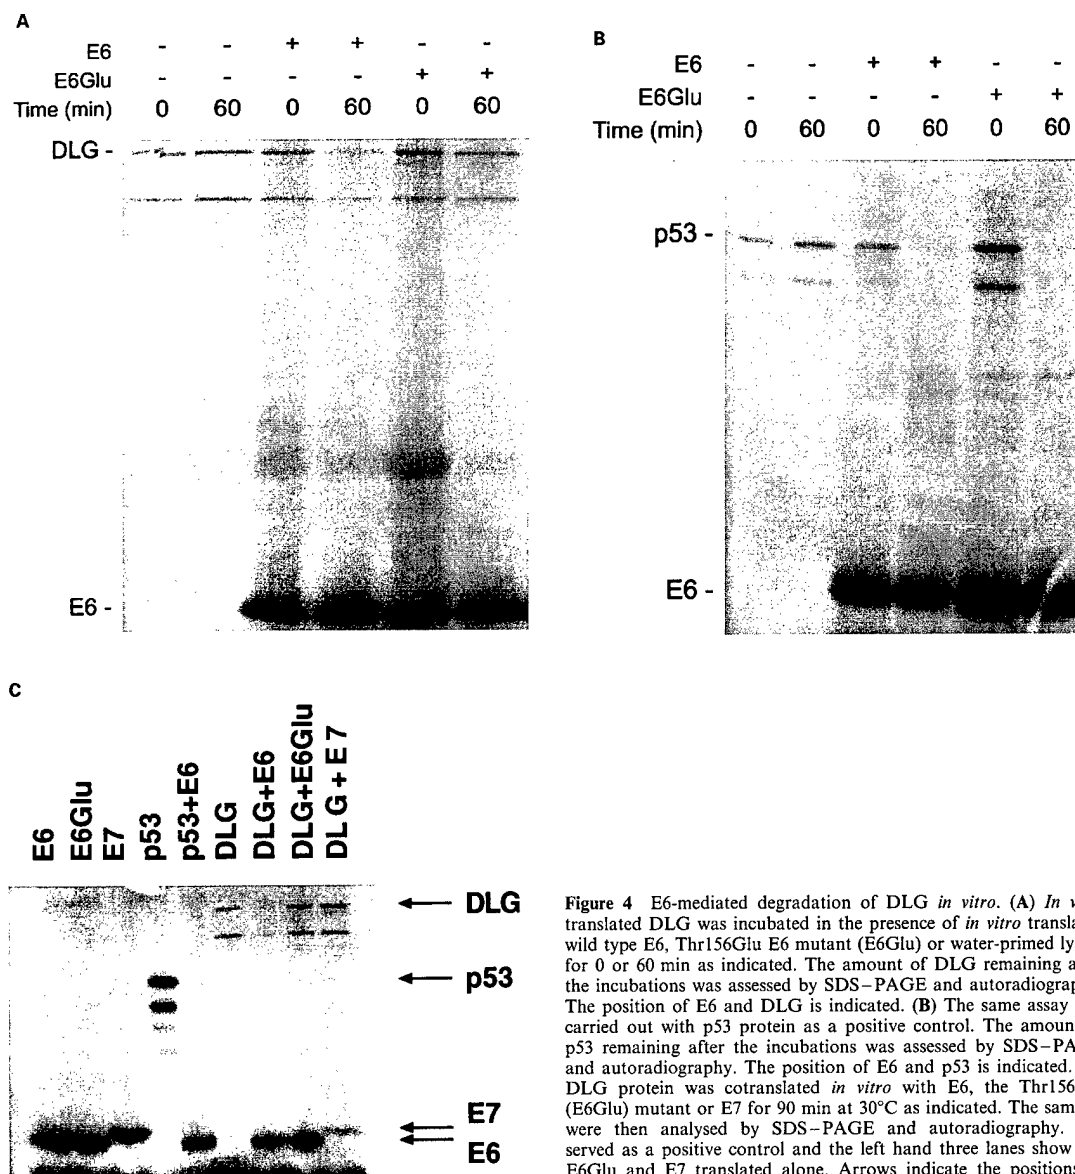 A
E6 - - + + - -
E6Glu - - - - + +
Time (min) 0 60 0 60 0 60
DLG -
E6 -
B
E6 - - + + - -
E6Glu - - - - + +
Time (min) 0 60 0 60 0 60
p53 -
E6 -
C
E6
E6Glu
E7
p53
p53+E6
DLG
DLG+E6
DLG+E6Glu
DLG+E7
DLG
p53
E7
E6
Figure 4 E6-mediated degradation of DLG in vitro. (A) In v
translated DLG was incubated in the presence of in vitro transla
wild type E6, Thr156Glu E6 mutant (E6Glu) or water-primed ly
for 0 or 60 min as indicated. The amount of DLG remaining a
the incubations was assessed by SDS–PAGE and autoradiograp
The position of E6 and DLG is indicated. (B) The same assay
carried out with p53 protein as a positive control. The amoun
p53 remaining after the incubations was assessed by SDS–PA
and autoradiography. The position of E6 and p53 is indicated.
DLG protein was cotranslated in vitro with E6, the Thr156
(E6Glu) mutant or E7 for 90 min at 30°C as indicated. The sam
were then analysed by SDS–PAGE and autoradiography.
served as a positive control and the left hand three lanes show
E6Glu and E7 translated alone. Arrows indicate the positions